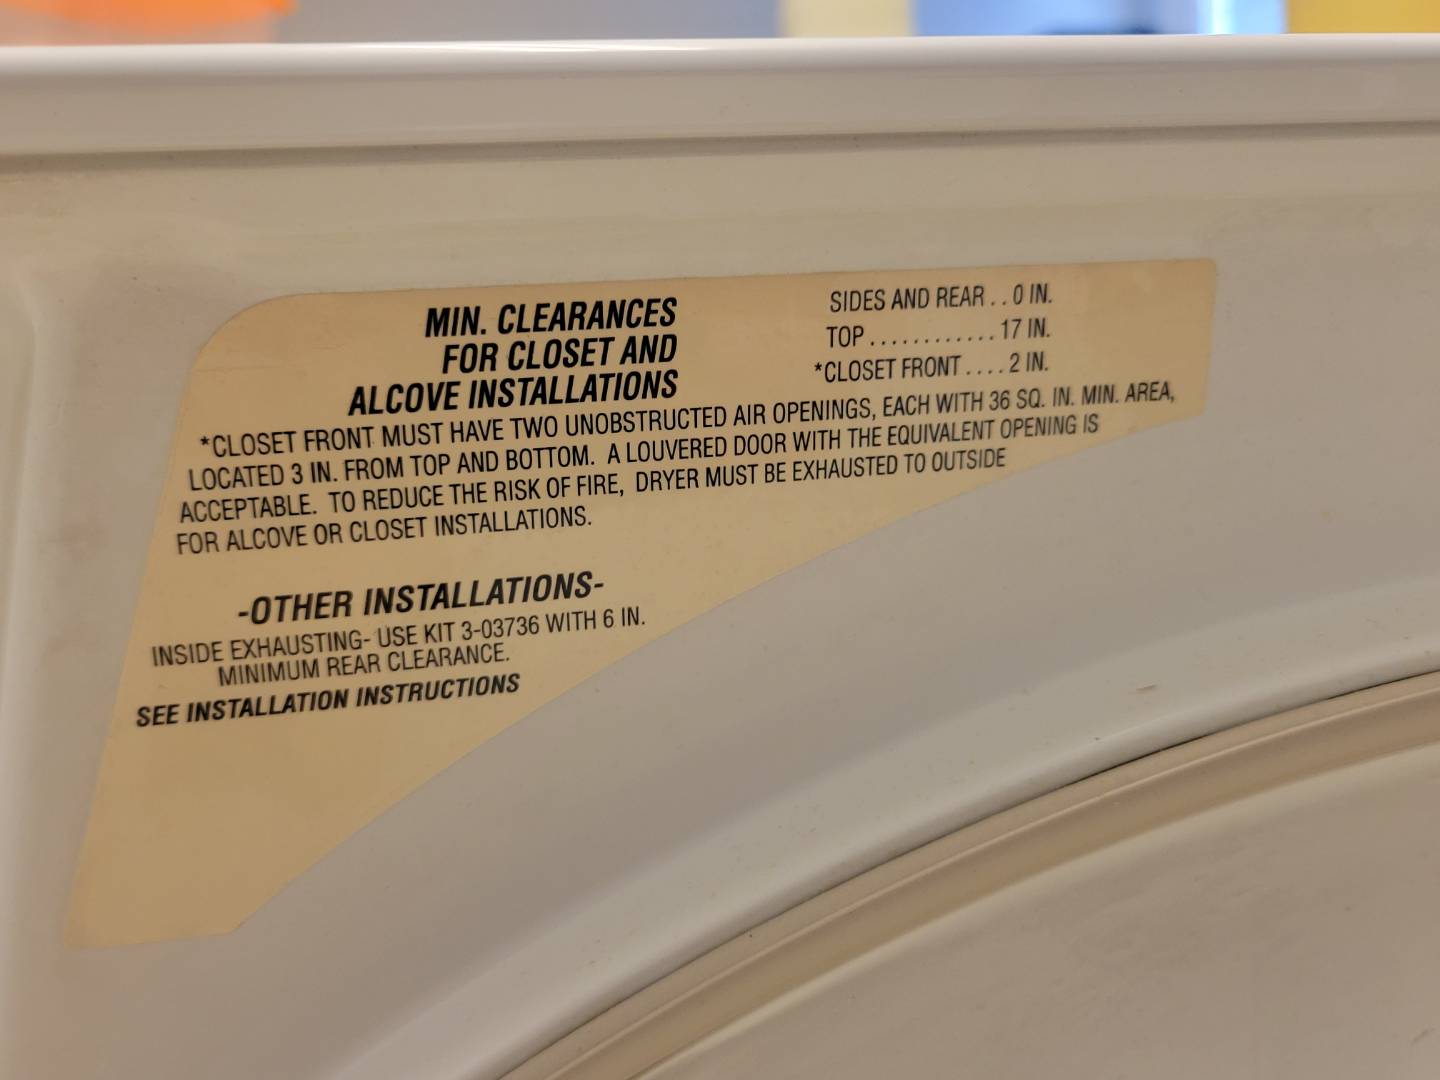 MIN. CLEARANCES
FOR CLOSET AND
ALCOVE INSTALLATIONS
SIDES AND REAR . . 0 IN.
TOP . . . . . . . . . . . . 17 IN.
*CLOSET FRONT . . . . 2 IN.
*CLOSET FRONT MUST HAVE TWO UNOBSTRUCTED AIR OPENINGS, EACH WITH 36 SQ. IN. MIN. AREA,
LOCATED 3 IN. FROM TOP AND BOTTOM. A LOUVERED DOOR WITH THE EQUIVALENT OPENING IS
ACCEPTABLE. TO REDUCE THE RISK OF FIRE, DRYER MUST BE EXHAUSTED TO OUTSIDE
FOR ALCOVE OR CLOSET INSTALLATIONS.
-OTHER INSTALLATIONS-
INSIDE EXHAUSTING- USE KIT 3-03736 WITH 6 IN.
MINIMUM REAR CLEARANCE.
SEE INSTALLATION INSTRUCTIONS